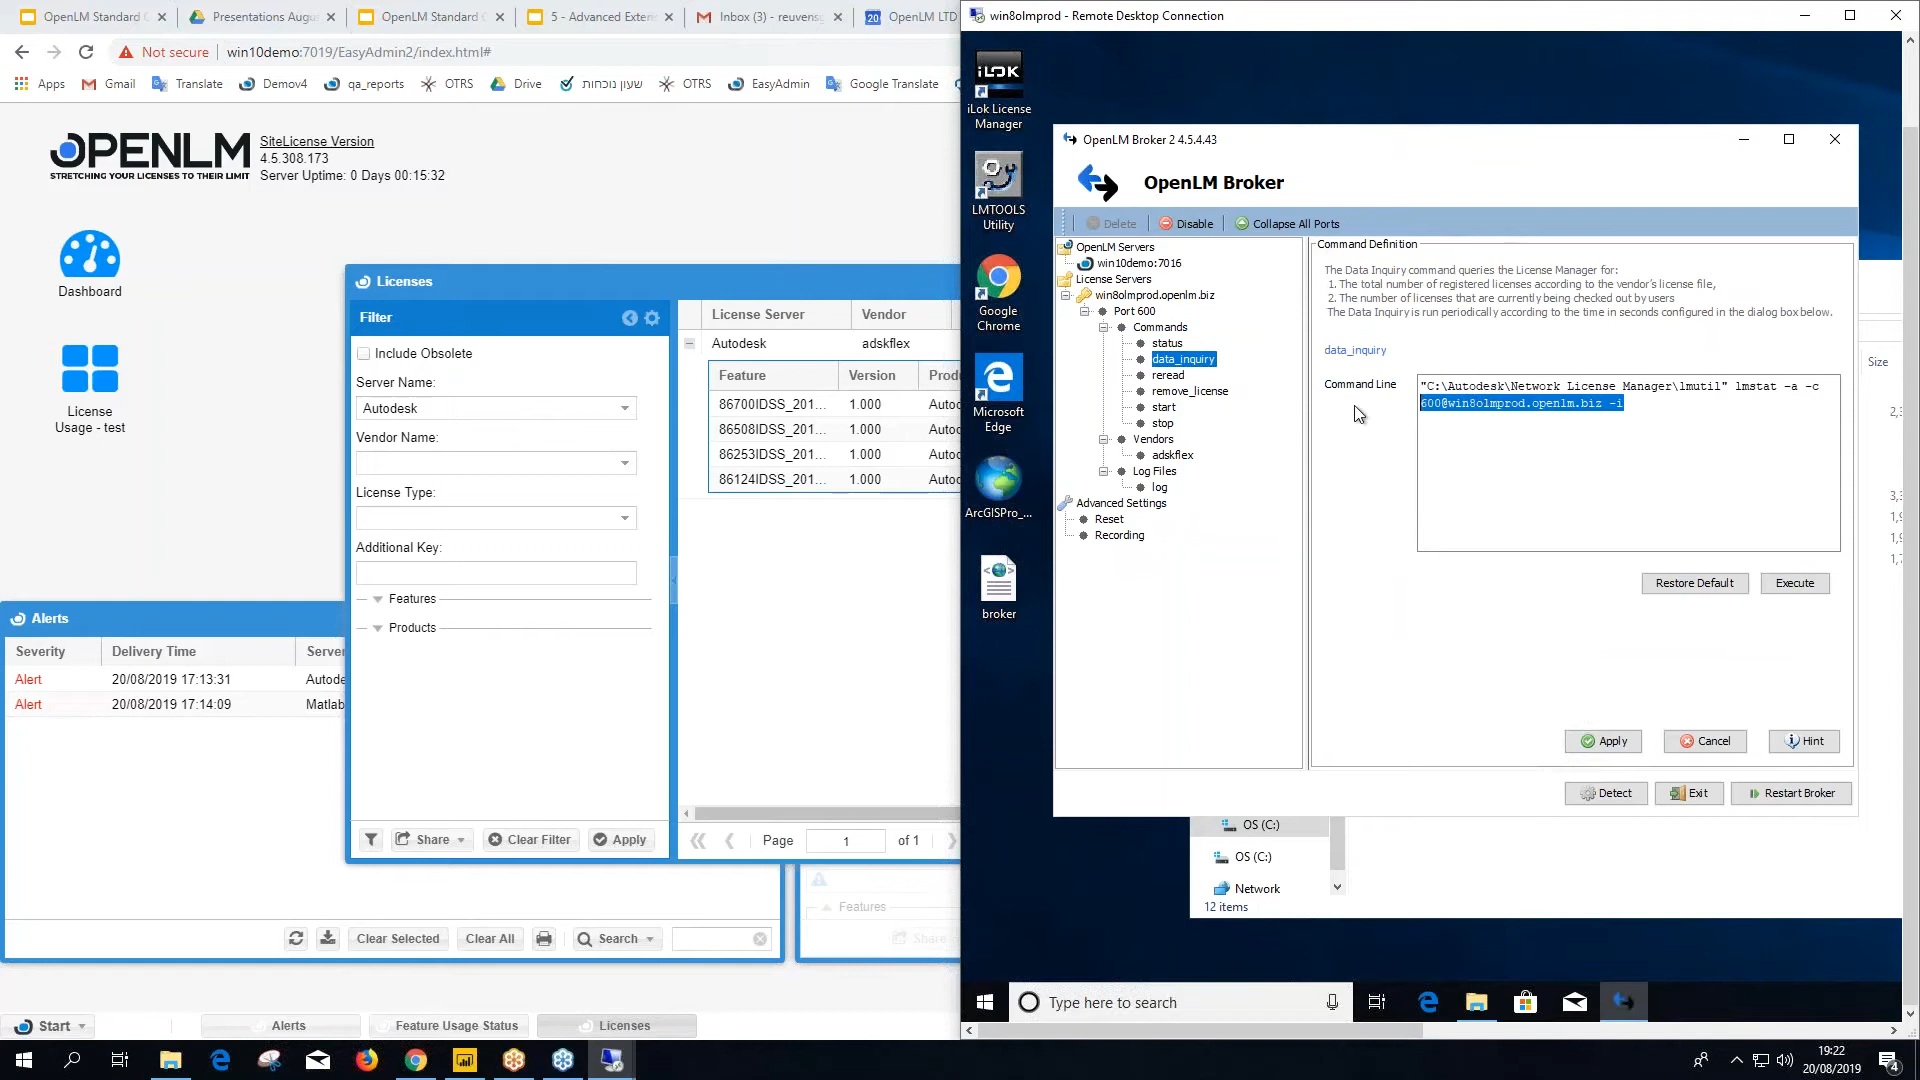 OpenLM Standard C
Presentations Augu
OpenLM Standard C
5 - Advanced Exten
Inbox (3) - reuvensc
OpenLM LTD
Not secure
win10demo:7019/EasyAdmin2/index.html#
Apps
Gmail
Translate
Demov4
qa_reports
OTRS
Drive
שעון נוכחות
OTRS
EasyAdmin
Google Translate
OPENLM
STRETCHING YOUR LICENSES TO THEIR LIMIT
SiteLicense Version
4.5.308.173
Server Uptime: 0 Days 00:15:32
Dashboard
License
Usage - test
Licenses
Filter
Include Obsolete
Server Name:
Autodesk
Vendor Name:
License Type:
Additional Key:
Features
Products
Share
Clear Filter
Apply
License Server
Vendor
Autodesk
adskflex
Feature
Version
Produ
86700IDSS_201...
1.000
Autoc
86508IDSS_201...
1.000
Autoc
86253IDSS_201...
1.000
Autoc
86124IDSS_201...
1.000
Autoc
Page
1
of 1
Alerts
Severity
Delivery Time
Server
Alert
20/08/2019 17:13:31
Autode
Alert
20/08/2019 17:14:09
Matlab
Features
Share
Clear Selected
Clear All
Search
Start
Alerts
Feature Usage Status
Licenses
win8olmprod - Remote Desktop Connection
iLOK
iLok License
Manager
LMTOOLS
Utility
Google
Chrome
Microsoft
Edge
ArcGISPro_...
broker
OpenLM Broker 2 4.5.4.43
OpenLM Broker
Delete
Disable
Collapse All Ports
OpenLM Servers
win10demo:7016
License Servers
win8olmprod.openlm.biz
Port 600
Commands
status
data_inquiry
reread
remove_license
start
stop
Vendors
adskflex
Log Files
log
Advanced Settings
Reset
Recording
Command Definition
The Data Inquiry command queries the License Manager for:
1. The total number of registered licenses according to the vendor's license file,
2. The number of licenses that are currently being checked out by users
The Data Inquiry is run periodically according to the time in seconds configured in the dialog box below.
data_inquiry
Command Line
"C:\Autodesk\Network License Manager\lmutil" lmstat -a -c
600@win8olmprod.openlm.biz -i
Restore Default
Execute
Apply
Cancel
Hint
Detect
Exit
Restart Broker
Size
OS (C:)
OS (C:)
Network
12 items
Type here to search
19:22
20/08/2019
4